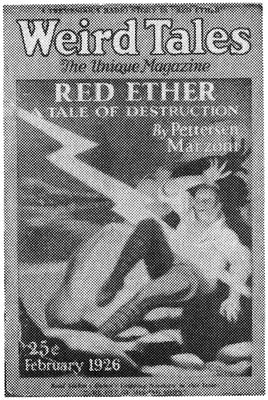 Weird Tales
The Unique Magazine
RED ETHER
A TALE OF DESTRUCTION
By Pettersen
Marzoni
25¢
February 1926